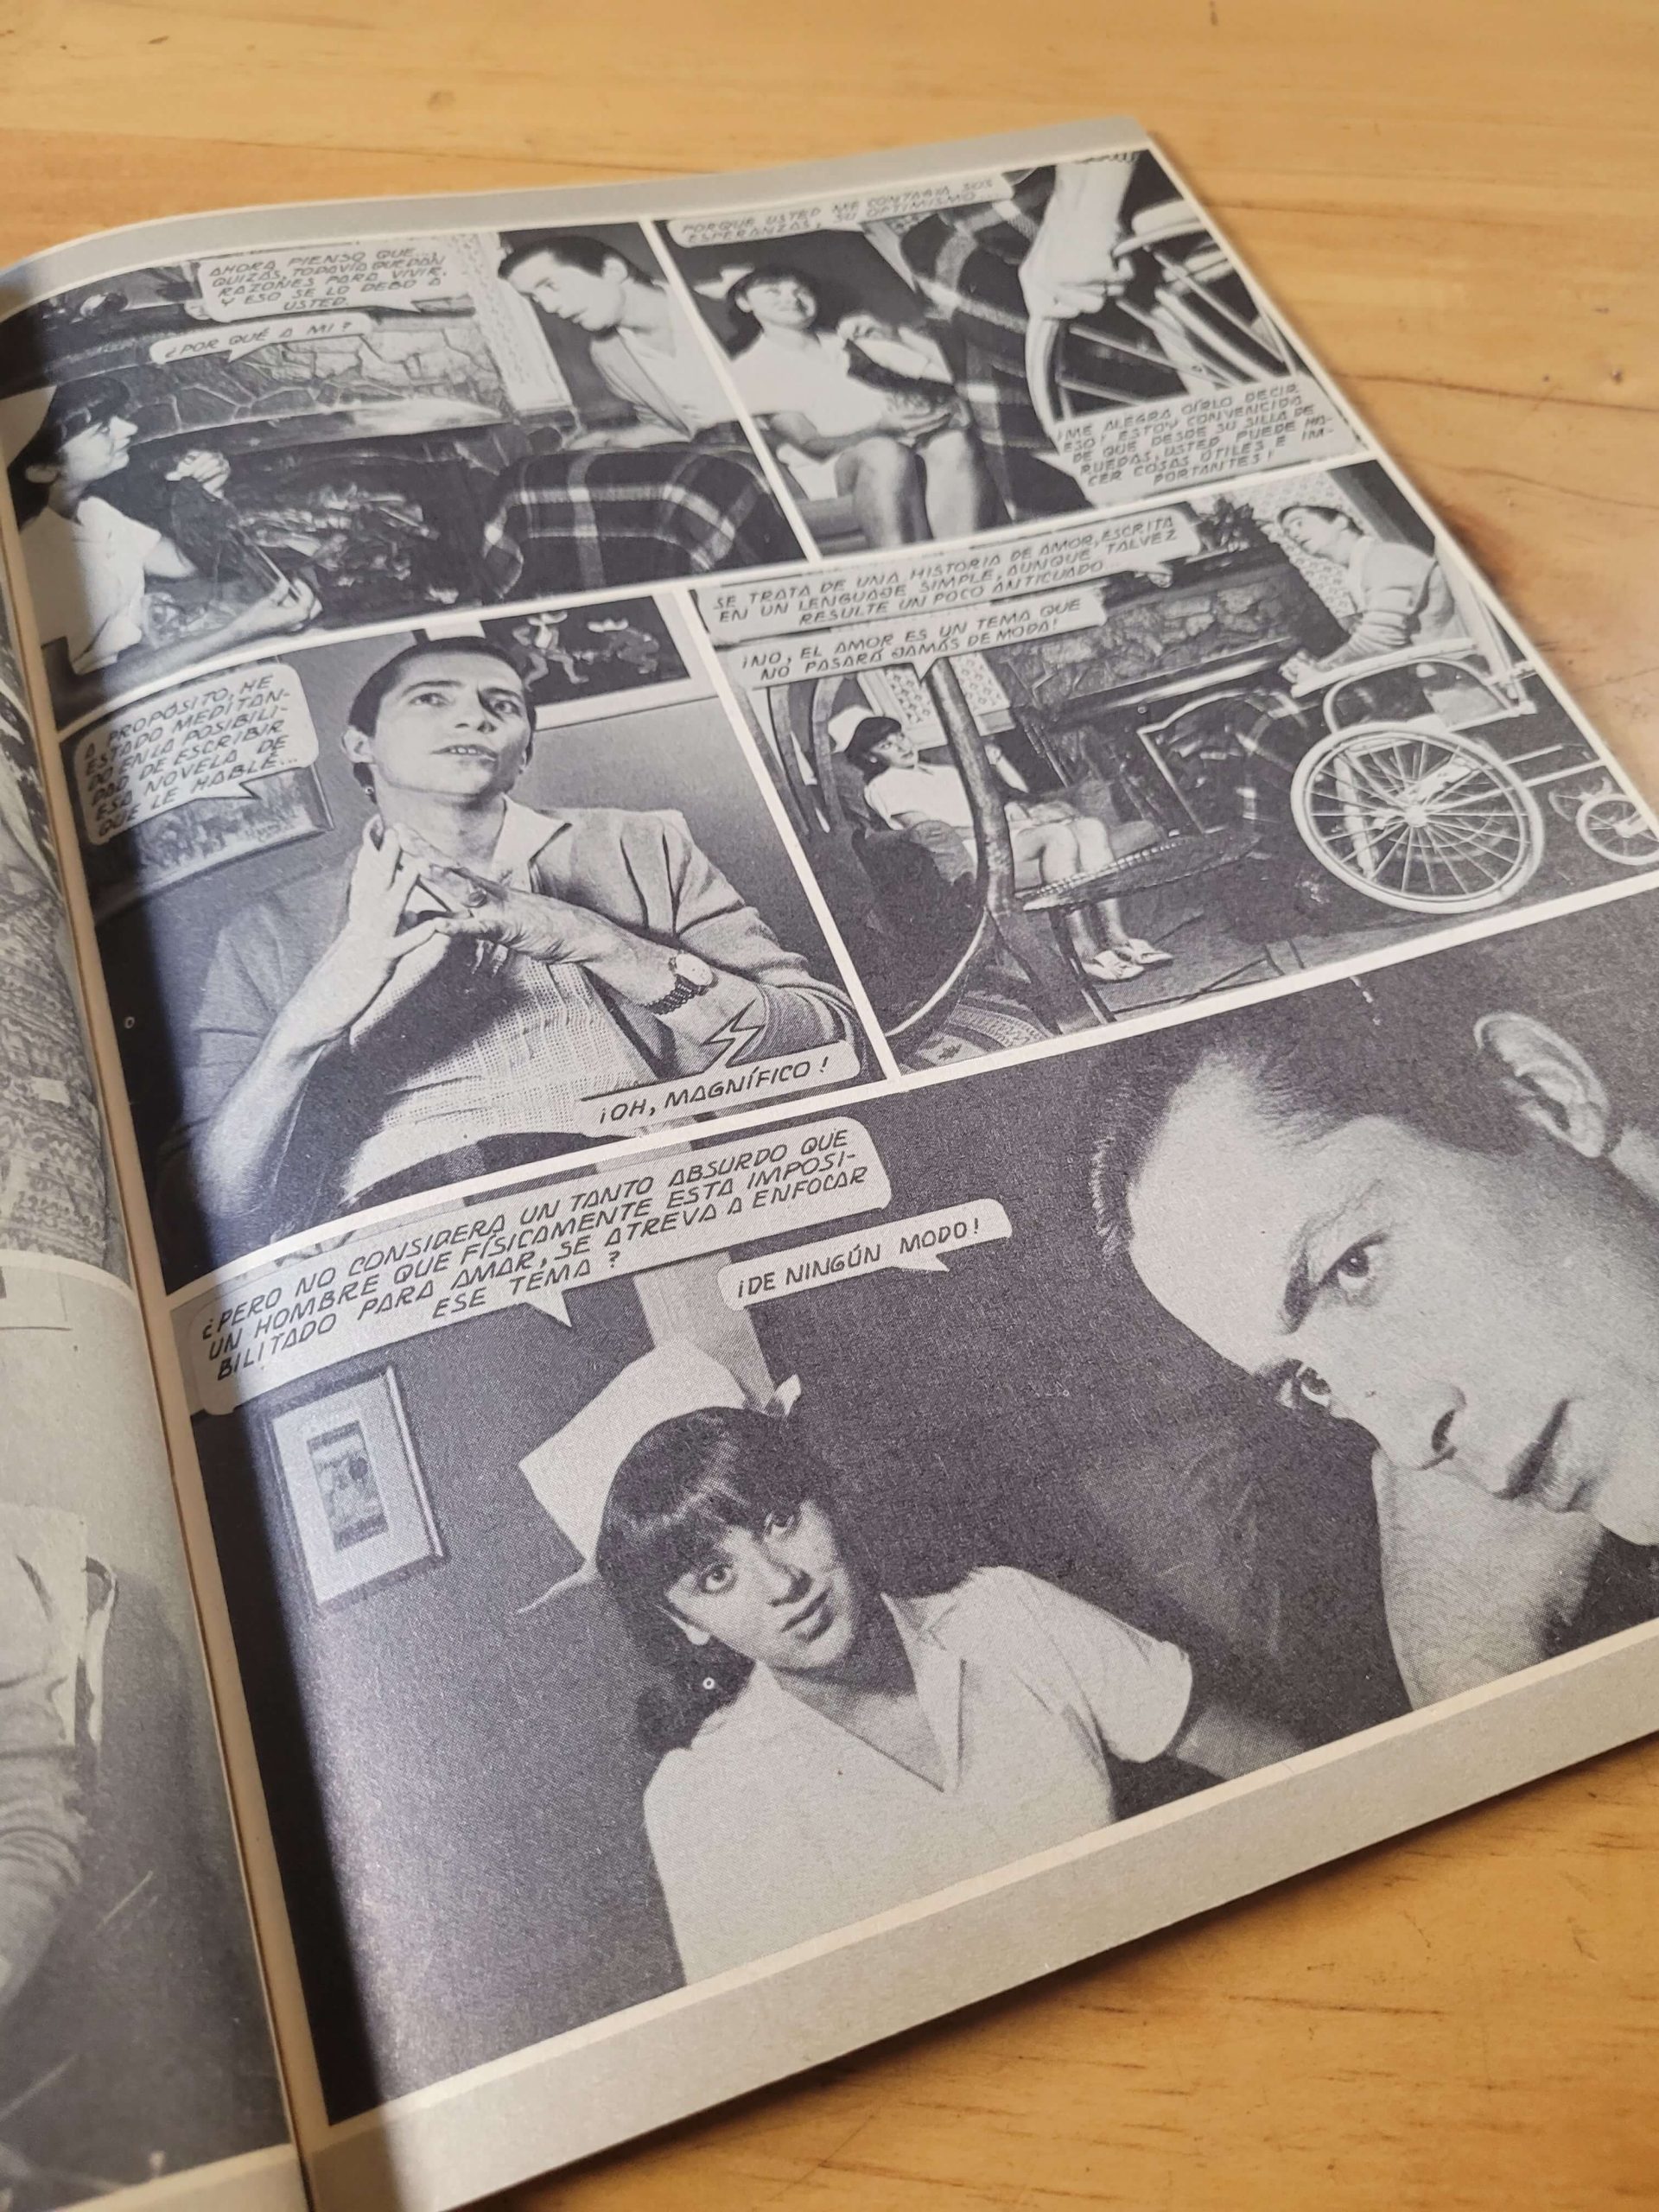 AHORA PIENSO QUE...
QUIZÁS, TODAVÍA QUEDAN
RAZONES PARA VIVIR.
Y ESO SE LO DEBO A
USTED.
¿POR QUÉ A MI?
PORQUE USTED ME CONTAGIA SUS
ESPERANZAS, SU OPTIMISMO...
¡ME ALEGRA OÍRLO DECIR
ESO! ESTOY CONVENCIDA
DE QUE DESDE SU SILLA DE
RUEDAS, USTED PUEDE HA-
CER COSAS ÚTILES E IM-
PORTANTES!
A PROPÓSITO, HE
ESTADO MEDITAN-
DO EN LA POSIBILI-
DAD DE ESCRIBIR
ESA NOVELA DE
QUE LE HABLÉ...
¡OH, MAGNÍFICO!
SE TRATA DE UNA HISTORIA DE AMOR, ESCRITA
EN UN LENGUAJE SIMPLE, AUNQUE TALVEZ
RESULTE UN POCO ANTICUADO.
¡NO, EL AMOR ES UN TEMA QUE
NO PASARÁ JAMÁS DE MODA!
¿PERO NO CONSIDERA UN TANTO ABSURDO QUE
UN HOMBRE QUE FÍSICAMENTE ESTA IMPOSI-
BILITADO PARA AMAR, SE ATREVA A ENFOCAR
ESE TEMA?
¡DE NINGÚN MODO!